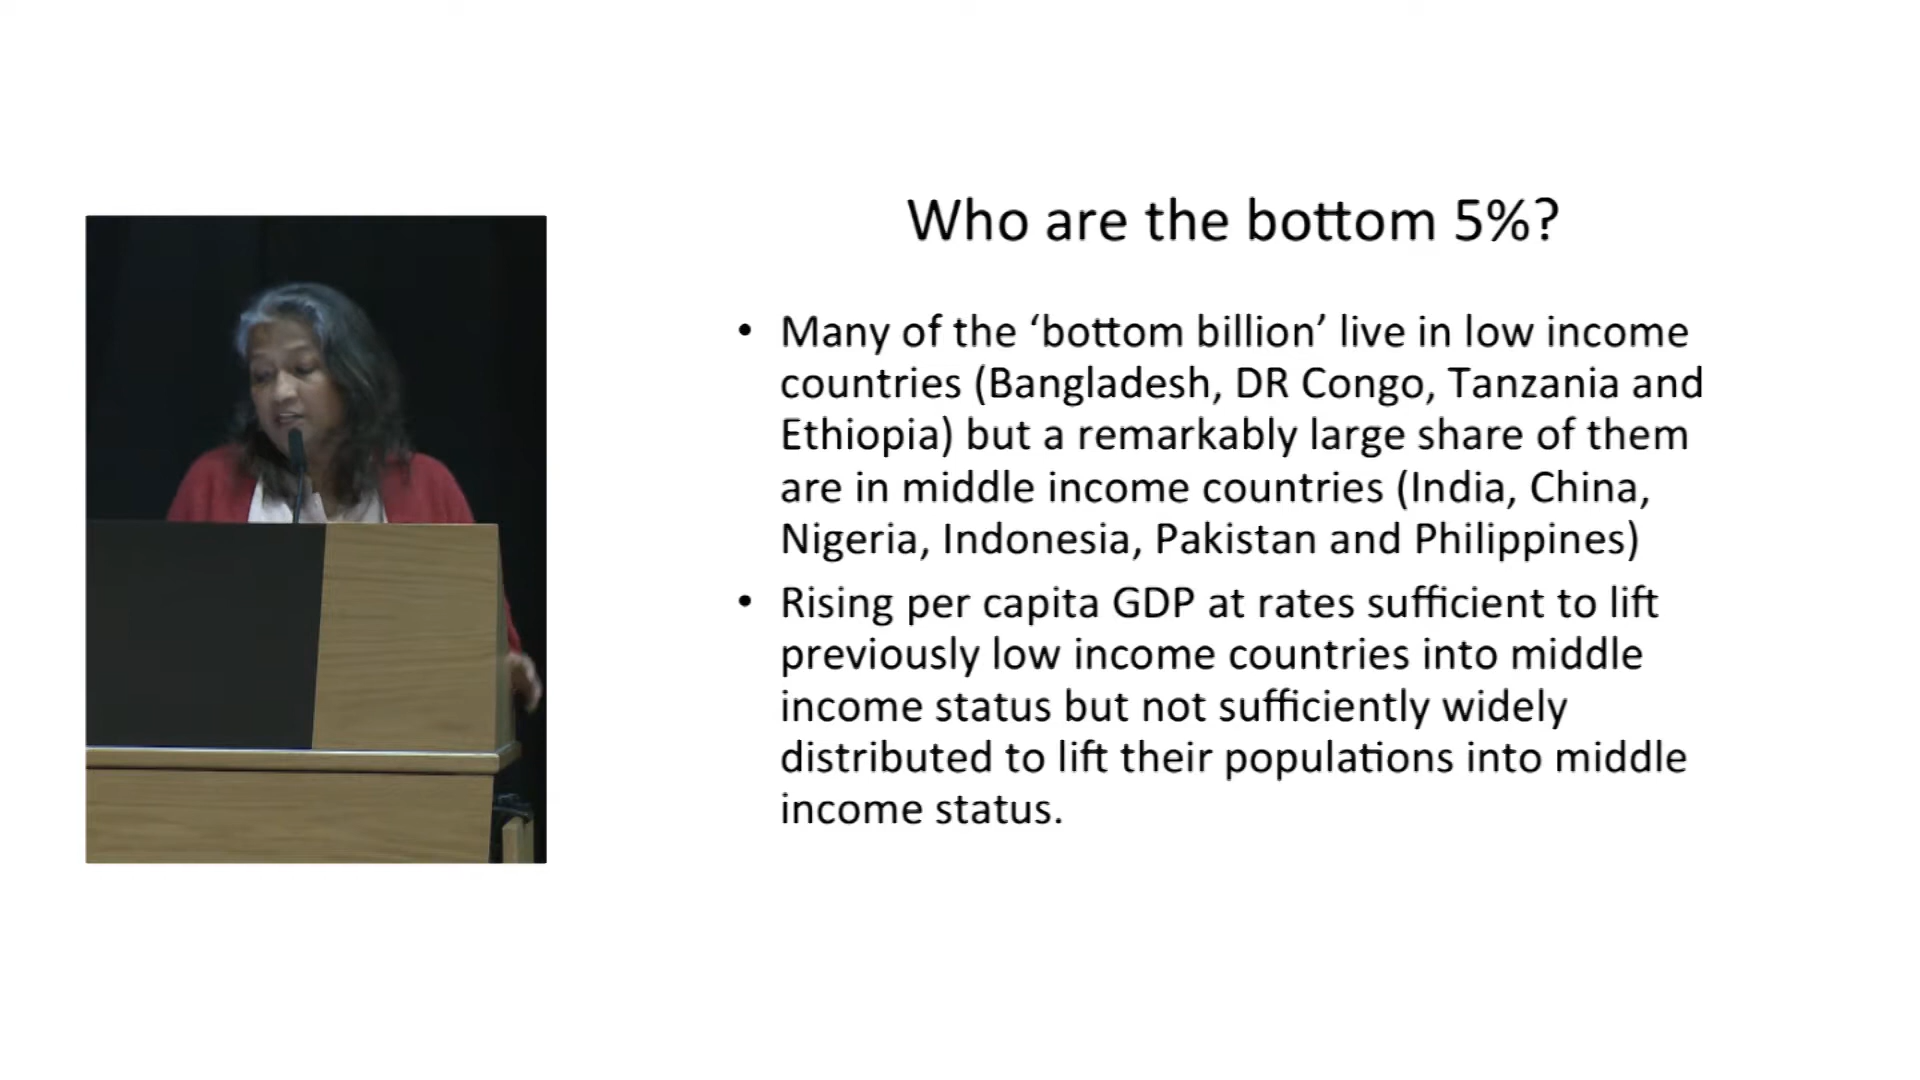 Who are the bottom 5%?
• Many of the ‘bottom billion’ live in low income
countries (Bangladesh, DR Congo, Tanzania and
Ethiopia) but a remarkably large share of them
are in middle income countries (India, China,
Nigeria, Indonesia, Pakistan and Philippines)
• Rising per capita GDP at rates sufficient to lift
previously low income countries into middle
income status but not sufficiently widely
distributed to lift their populations into middle
income status.